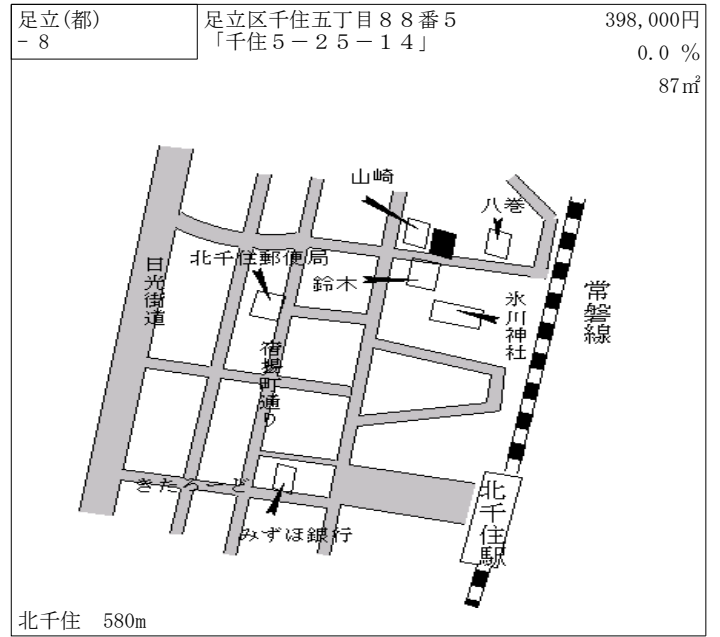 足立(都)
- 8
足立区千住五丁目８８番５
「千住５－２５－１４」
398,000円
0.0 %
87㎡
山崎
八巻
北千住郵便局
鈴木
日光街道
氷川神社
常磐線
宿場町通り
きたろーど
みずほ銀行
北千住駅
北千住 580m